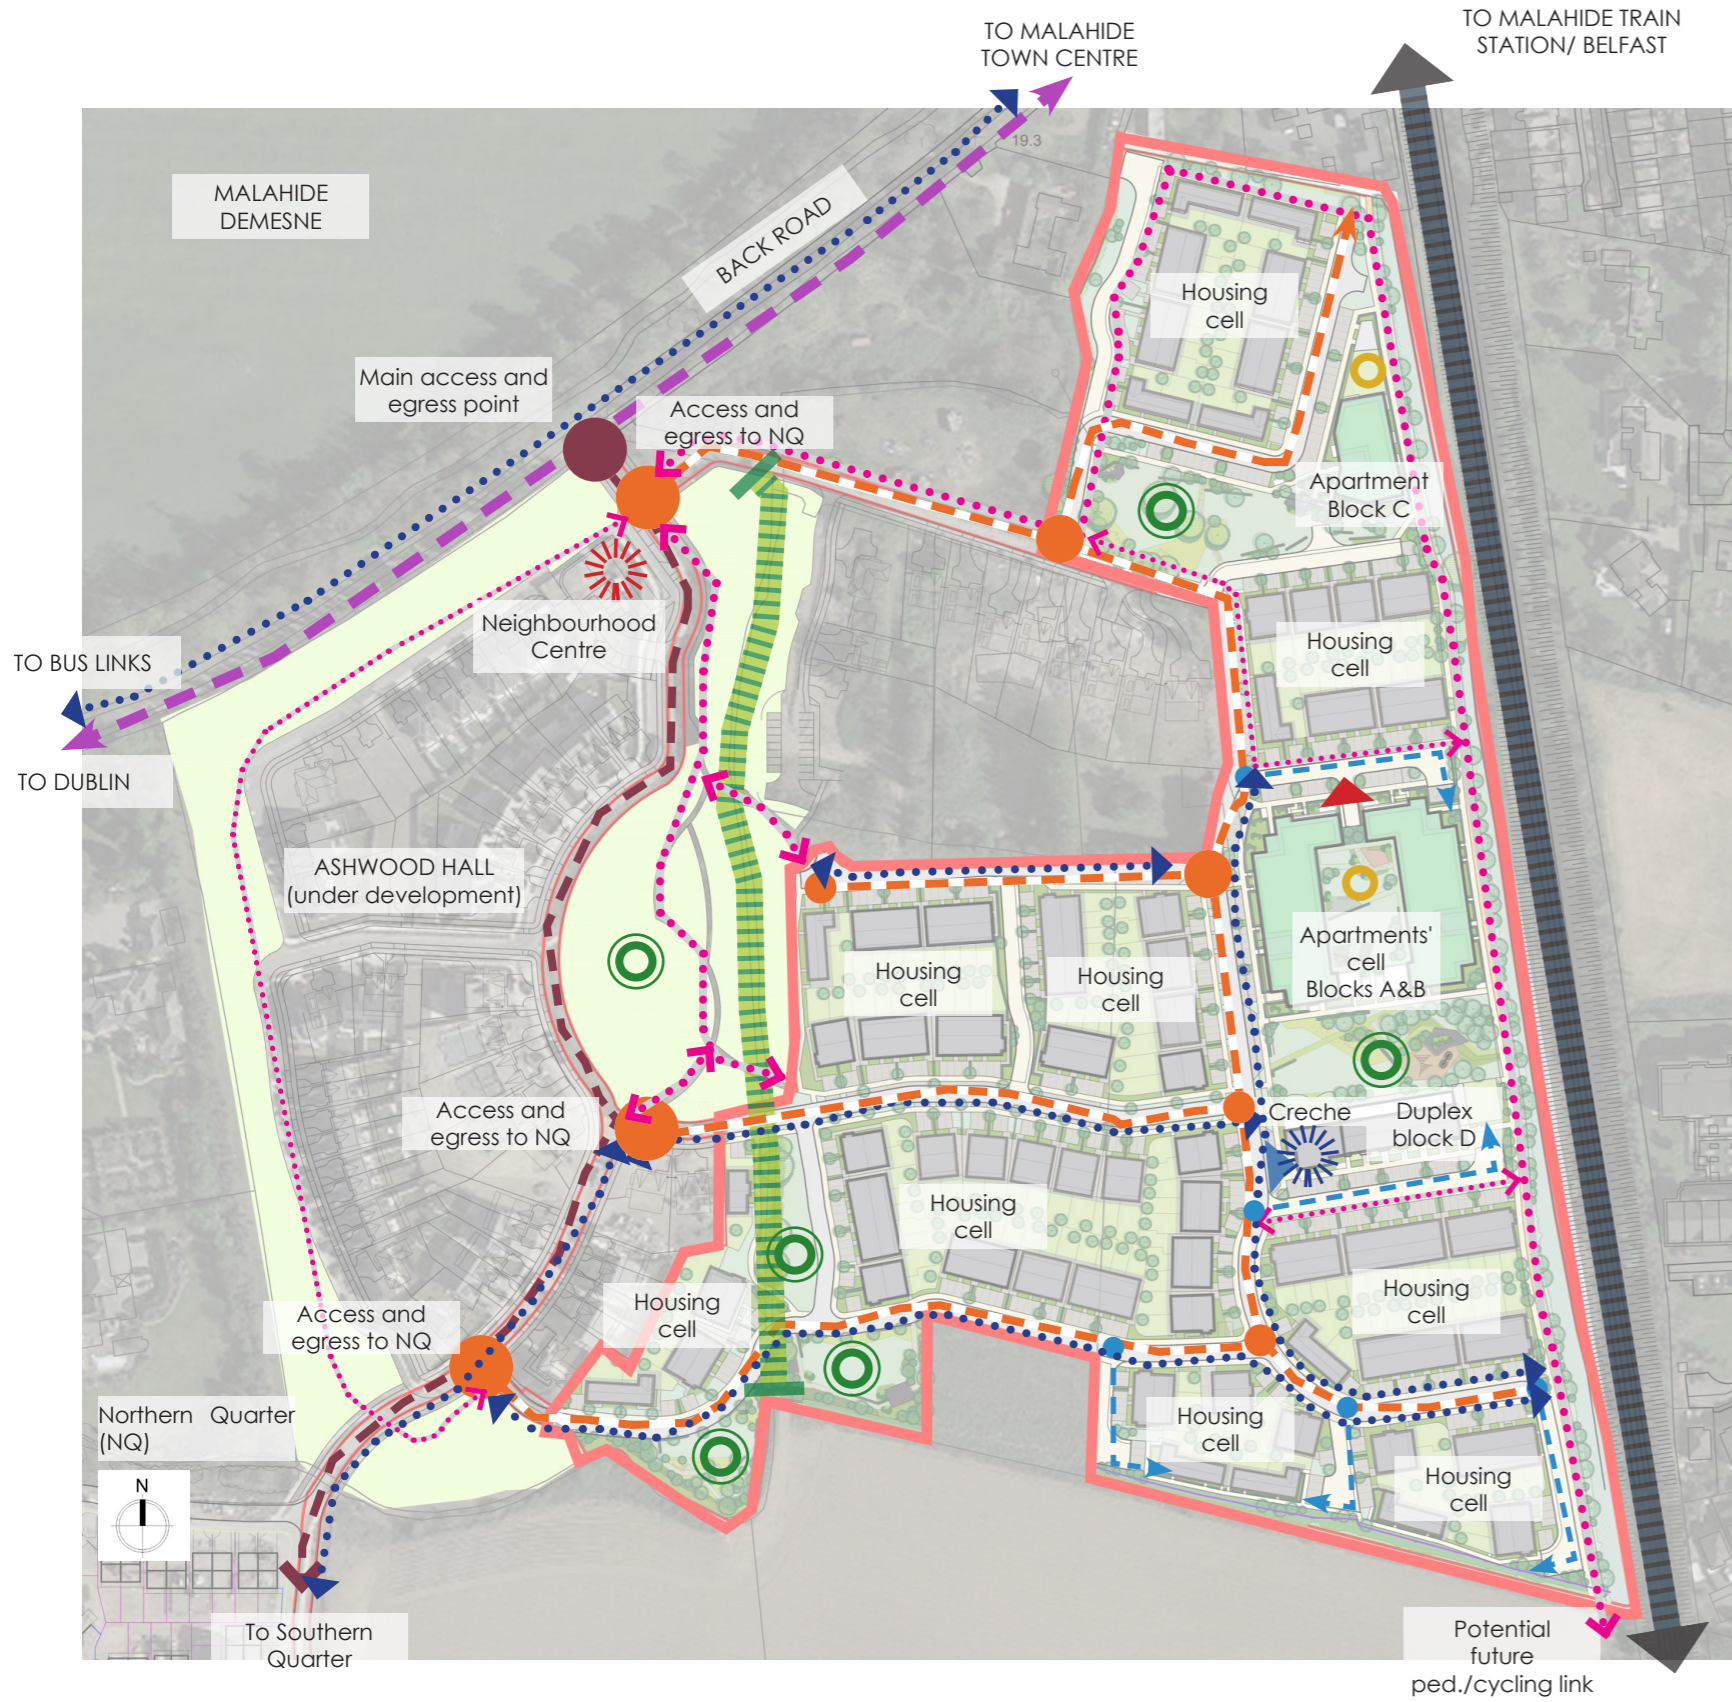 TO MALAHIDE TRAIN
STATION/ BELFAST
TO MALAHIDE
TOWN CENTRE
19.3
MALAHIDE
DEMESNE
BACK ROAD
Housing
cell
Main access and
egress point
Access and
egress to NQ
Apartment
Block C
Neighbourhood
Centre
Housing
cell
TO BUS LINKS
TO DUBLIN
ASHWOOD HALL
(under development)
Apartments'
cell
Blocks A&B
Housing
cell
Housing
cell
Access and
egress to NQ
Creche
Duplex
block D
Housing
cell
Housing
cell
Housing
cell
Access and
egress to NQ
Northern Quarter
(NQ)
Housing
cell
Housing
cell
N
To Southern
Quarter
Potential
future
ped./cycling link